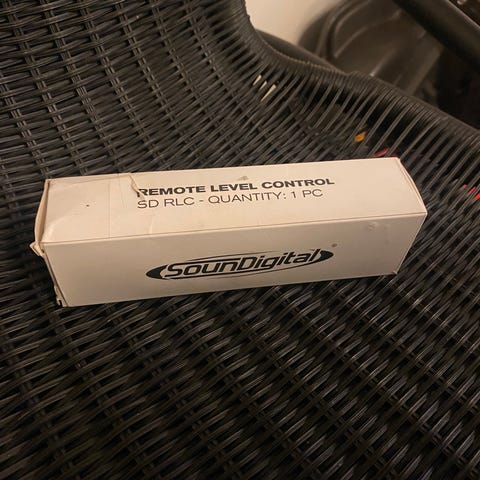 REMOTE LEVEL CONTROL
SD RLC - QUANTITY: 1 PC
SounDigital®